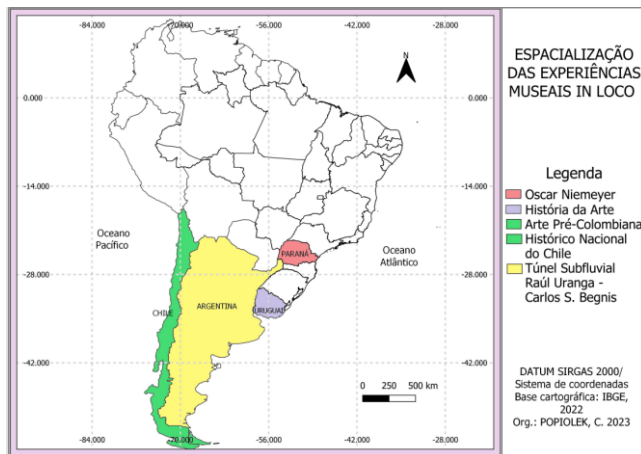 -84.000 -70.000 -56.000 -42.000 -28.000
N
0.000 0.000
-14.000 -14.000
Oceano
Pacífico
Oceano
Atlântico
PARANÁ
-28.000 -28.000
CHILE
ARGENTINA
URUGUAI
-42.000 -42.000
0 250 500 km
-84.000 -70.000 -56.000 -42.000 -28.000
ESPACIALIZAÇÃO
DAS EXPERIÊNCIAS
MUSEAIS IN LOCO
Legenda
Oscar Niemeyer
História da Arte
Arte Pré-Colombiana
Histórico Nacional
do Chile
Túnel Subfluvial
Raúl Uranga -
Carlos S. Begnis
DATUM SIRGAS 2000/
Sistema de coordenadas
Base cartográfica: IBGE,
2022
Org.: POPIOLEK, C. 2023